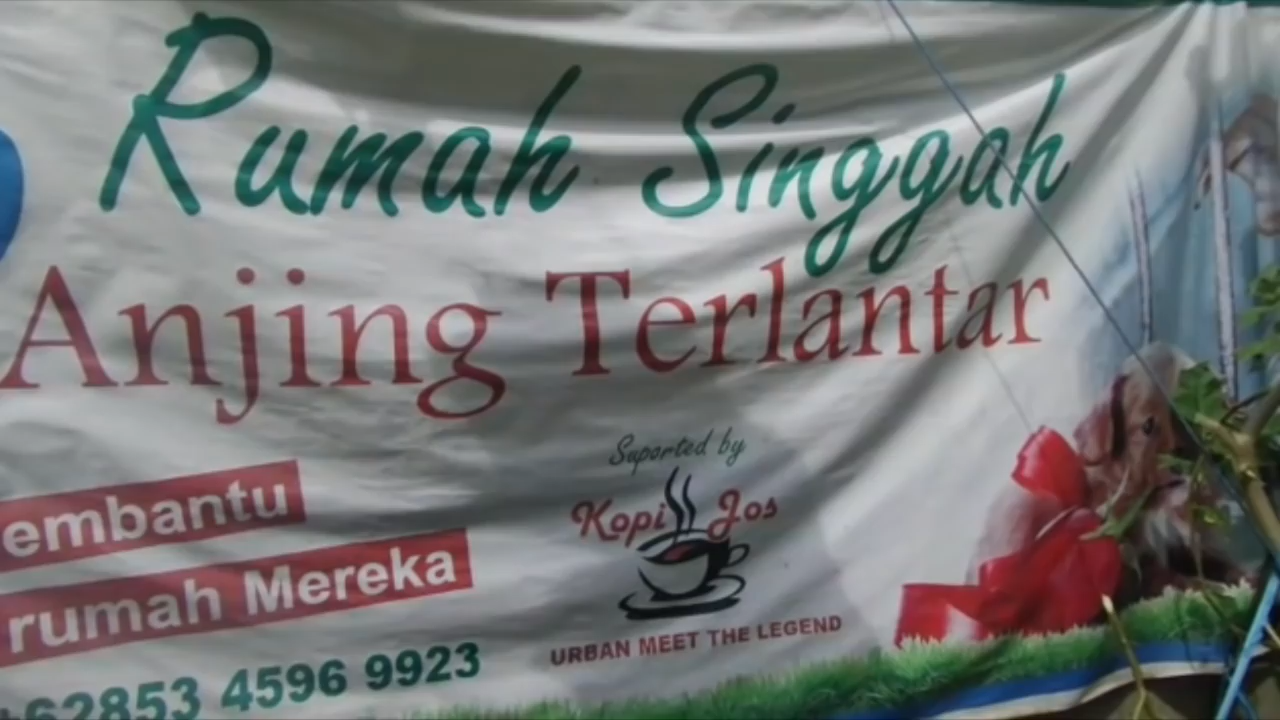 Rumah Singgah
Anjing Terlantar
Suported by
Kopi Jos
URBAN MEET THE LEGEND
embantu
rumah Mereka
+62853 4596 9923